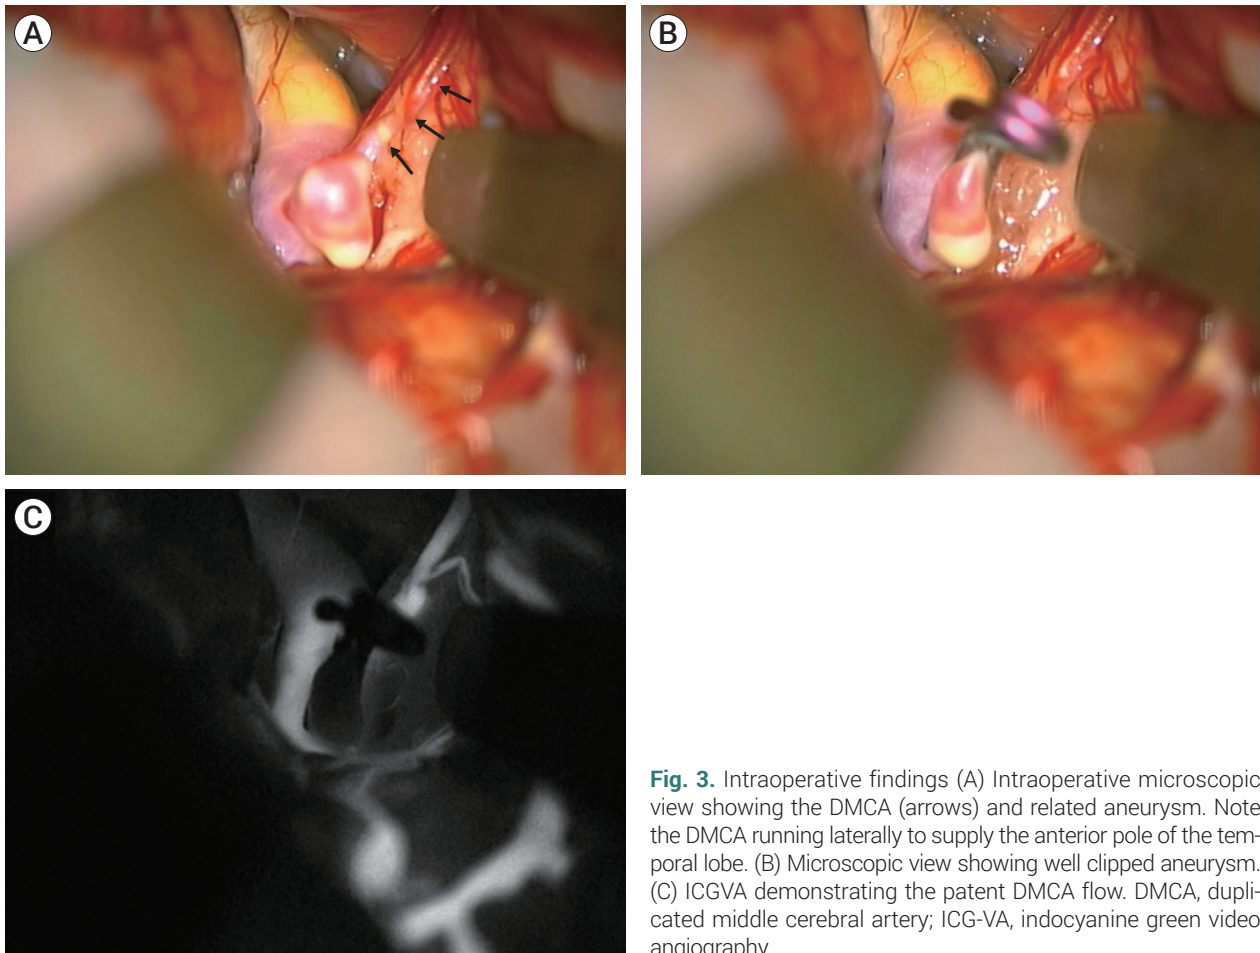 A
B
C
Fig. 3. Intraoperative findings (A) Intraoperative microscopic
view showing the DMCA (arrows) and related aneurysm. Note
the DMCA running laterally to supply the anterior pole of the tem-
poral lobe. (B) Microscopic view showing well clipped aneurysm.
(C) ICGVA demonstrating the patent DMCA flow. DMCA, dupli-
cated middle cerebral artery; ICG-VA, indocyanine green video
angiography